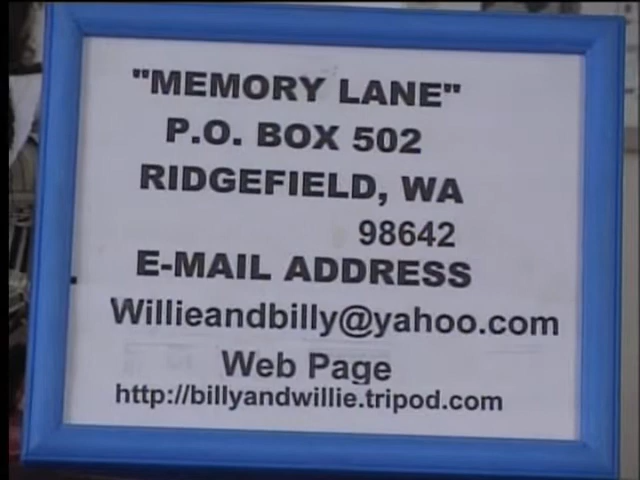 "MEMORY LANE"
P.O. BOX 502
RIDGEFIELD, WA
98642
E-MAIL ADDRESS
Willieandbilly@yahoo.com
Web Page
http://billyandwillie.tripod.com